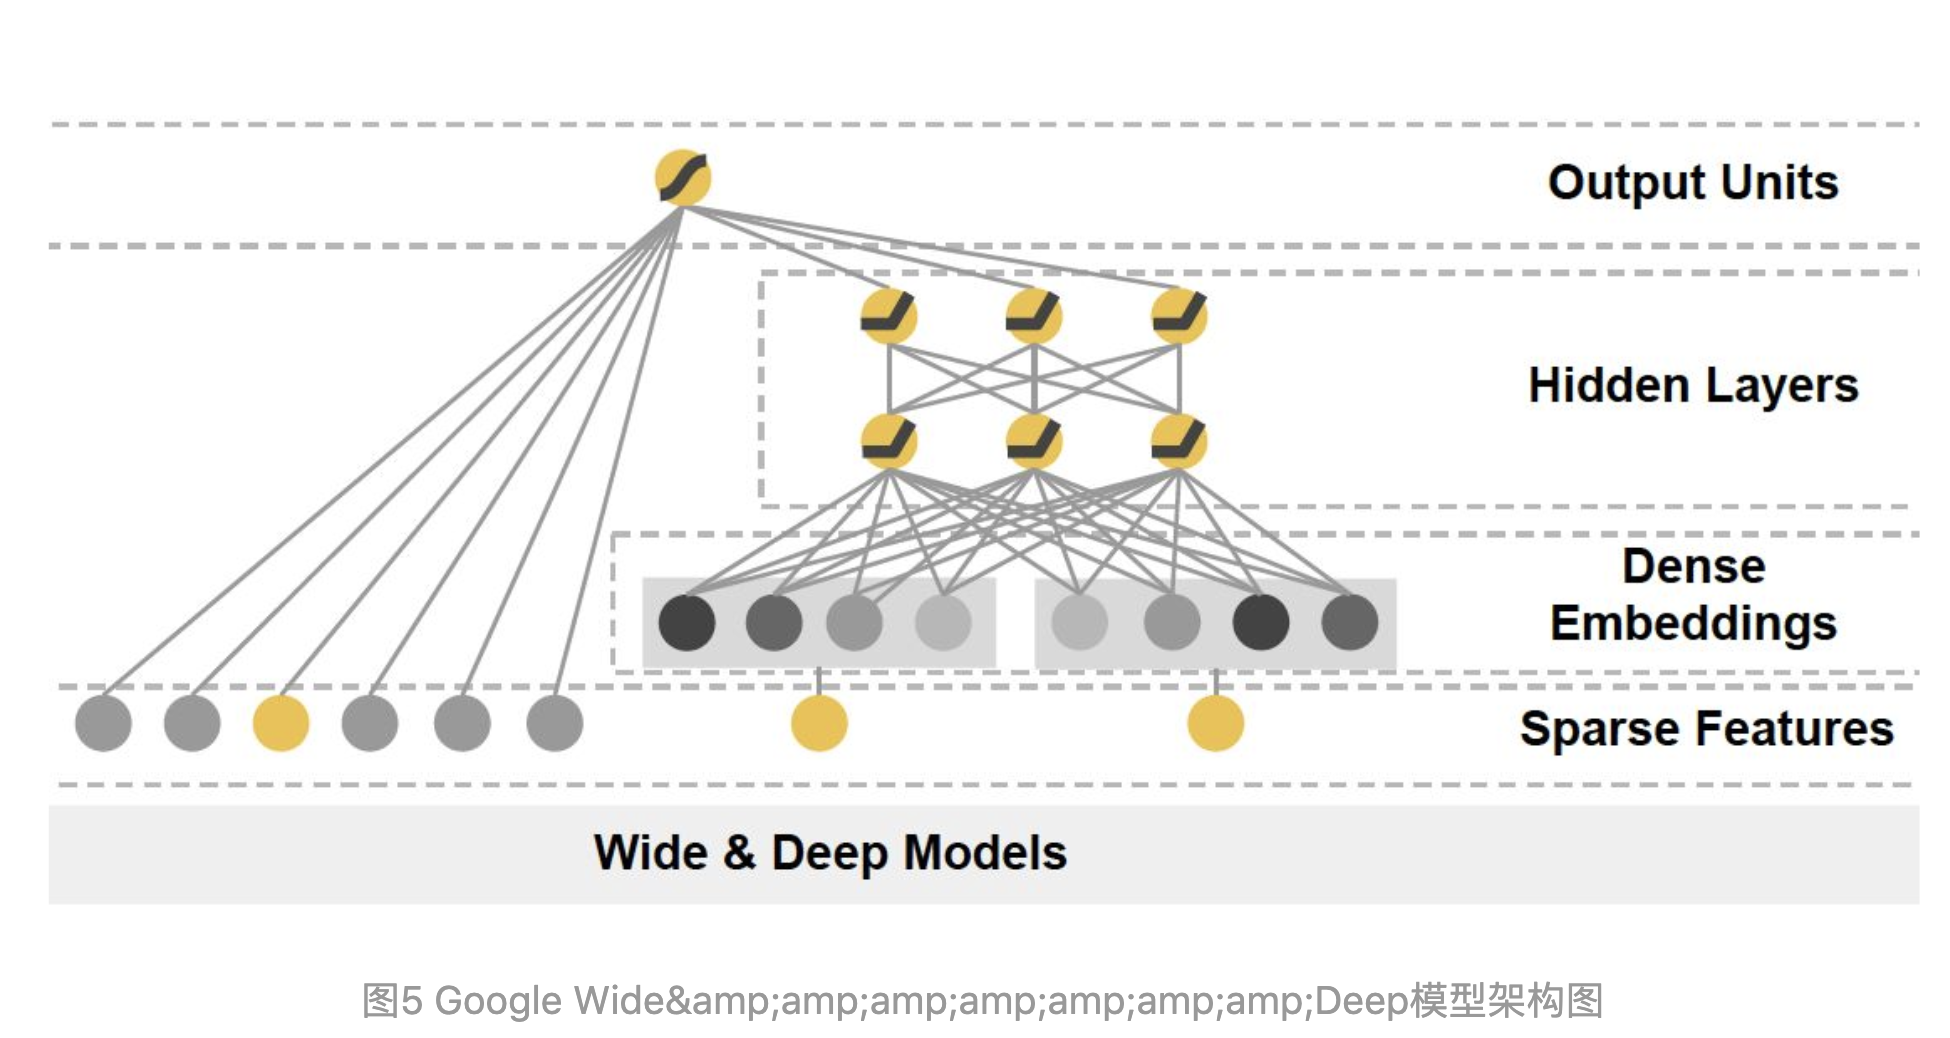 Output Units
Hidden Layers
Dense
Embeddings
Sparse Features
Wide & Deep Models
图5 Google Wide&amp;amp;amp;amp;amp;amp;amp;Deep模型架构图